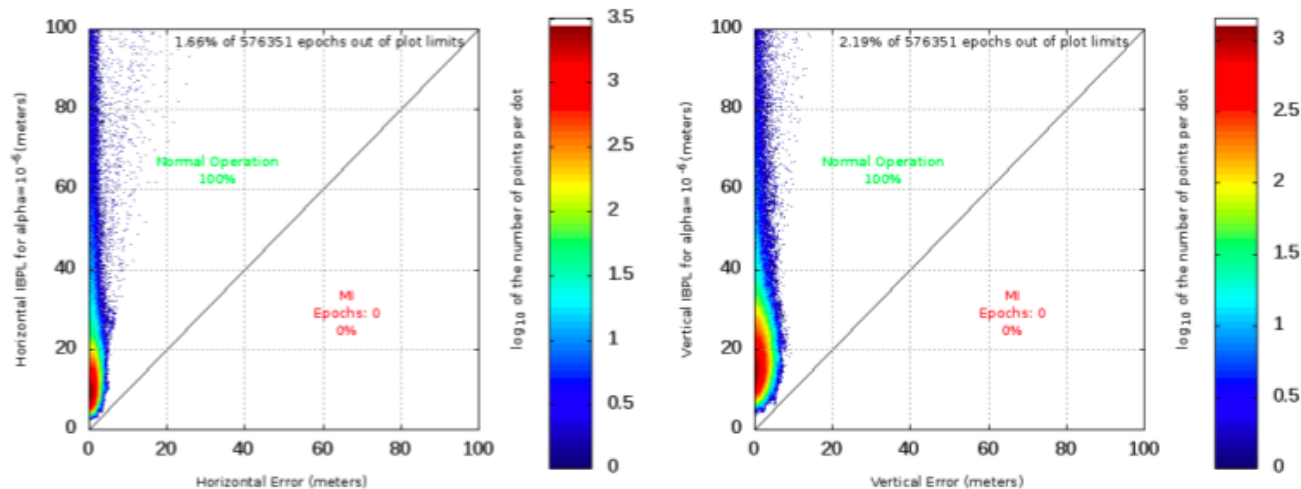 1.66% of 576351 epochs out of plot limits
Horizontal IBPL for alpha=10⁻⁶ (meters)
100
80
60
40
20
0
Normal Operation
100%
MI
Epochs: 0
0%
0 20 40 60 80 100
Horizontal Error (meters)
log₁₀ of the number of points per dot
3.5
3
2.5
2
1.5
1
0.5
0
2.19% of 576351 epochs out of plot limits
Vertical IBPL for alpha=10⁻⁶ (meters)
100
80
60
40
20
0
Normal Operation
100%
MI
Epochs: 0
0%
0 20 40 60 80 100
Vertical Error (meters)
log₁₀ of the number of points per dot
3
2.5
2
1.5
1
0.5
0